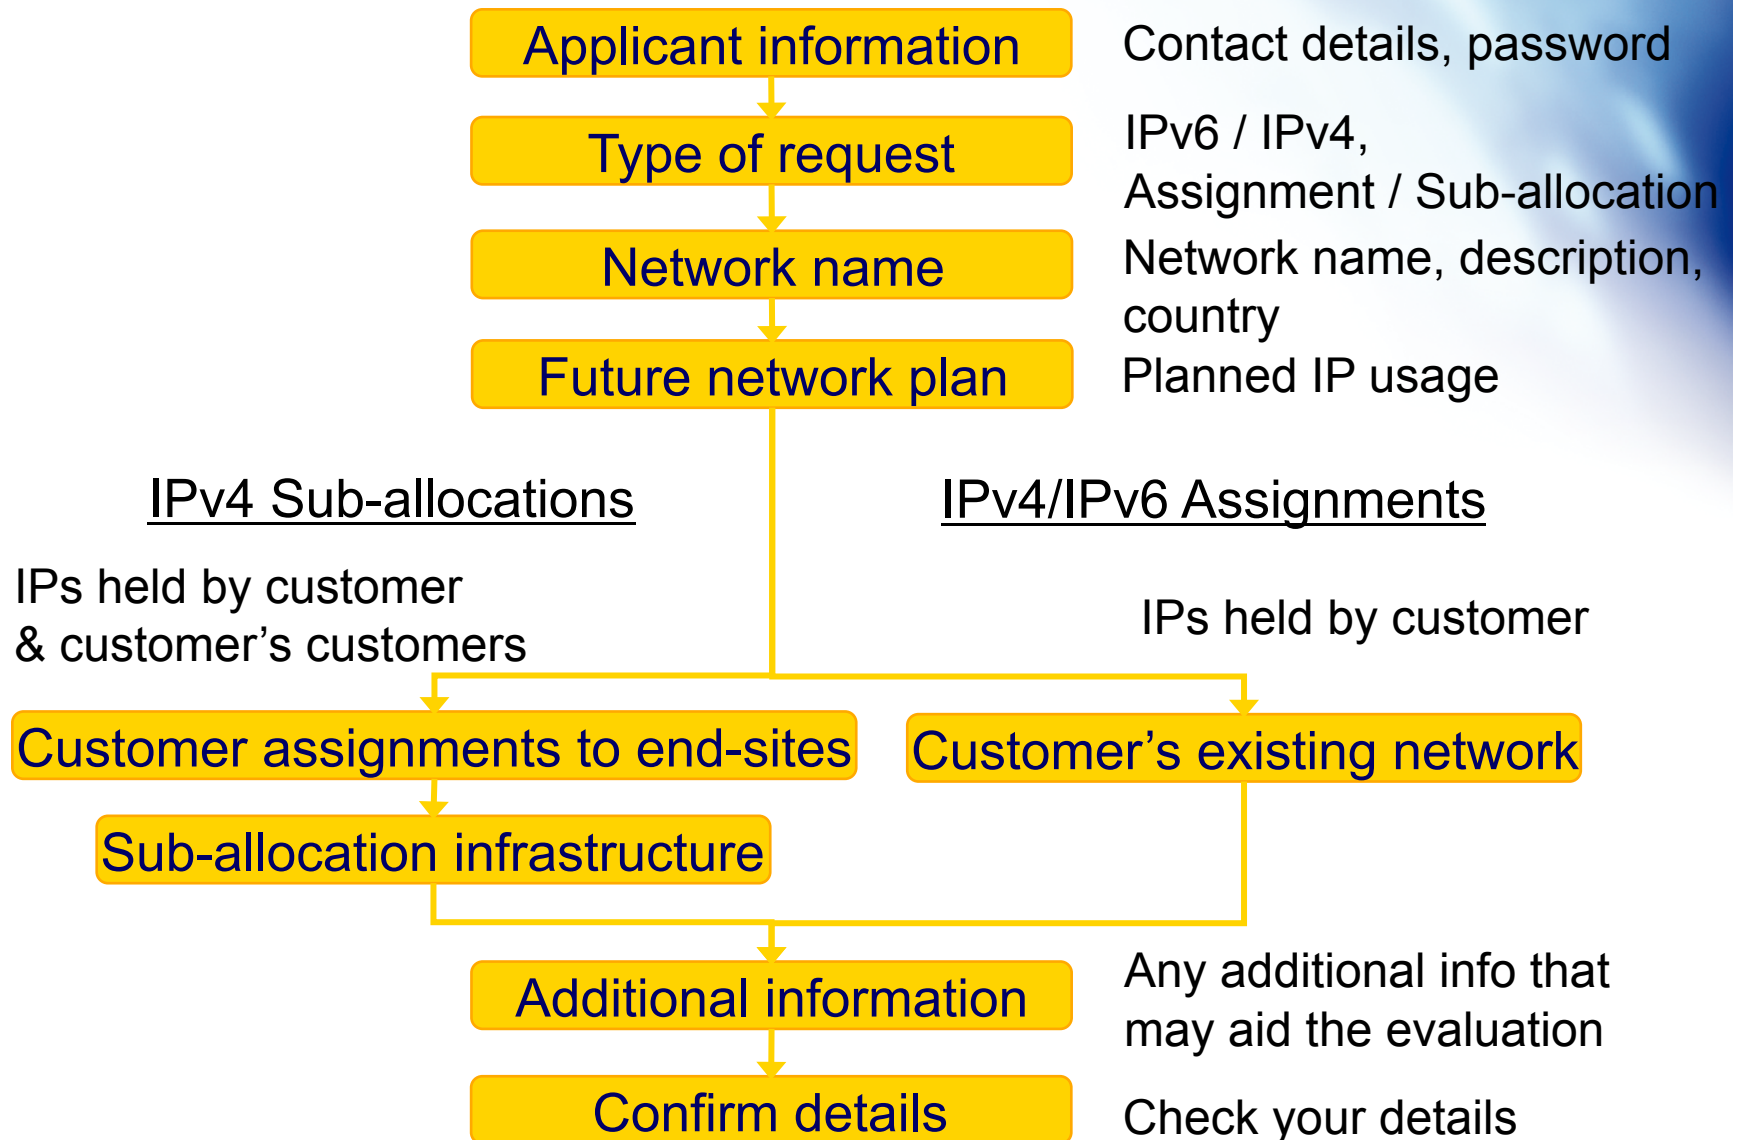 Applicant information
Contact details, password
Type of request
IPv6 / IPv4,
Assignment / Sub-allocation
Network name
Network name, description,
country
Future network plan
Planned IP usage
IPv4 Sub-allocations
IPv4/IPv6 Assignments
IPs held by customer
& customer’s customers
IPs held by customer
Customer assignments to end-sites
Customer’s existing network
Sub-allocation infrastructure
Additional information
Any additional info that
may aid the evaluation
Confirm details
Check your details